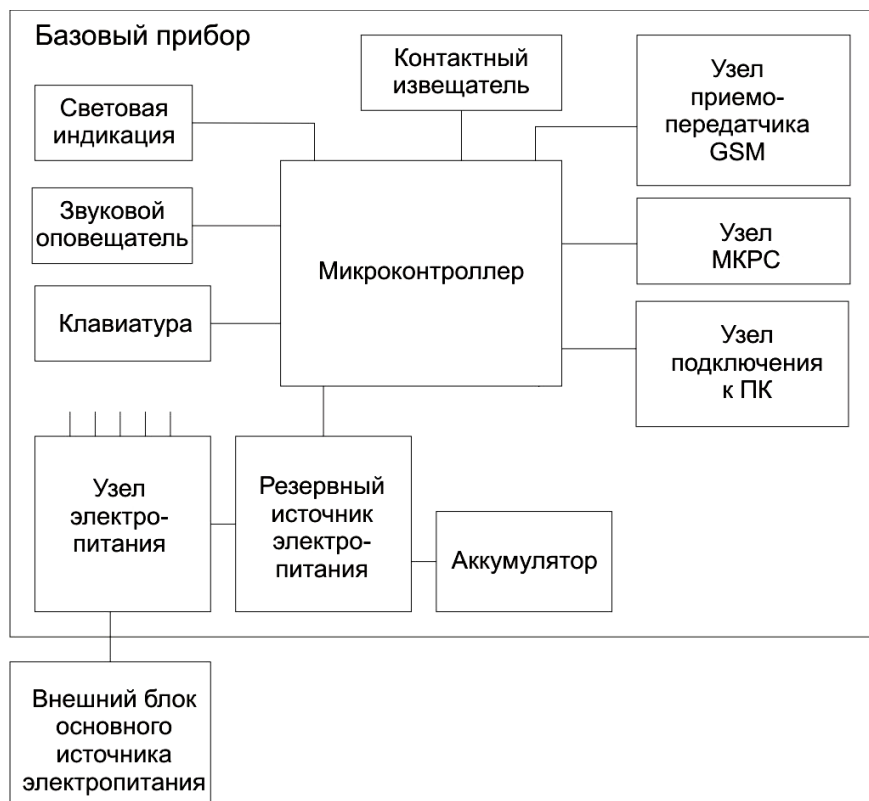 Базовый прибор
Контактный
извещатель
Узел
приемо-
передатчика
GSM
Световая
индикация
Звуковой
оповещатель
Микроконтроллер
Узел
МКРС
Клавиатура
Узел
подключения
к ПК
Узел
электро-
питания
Резервный
источник
электро-
питания
Аккумулятор
Внешний блок
основного
источника
электропитания